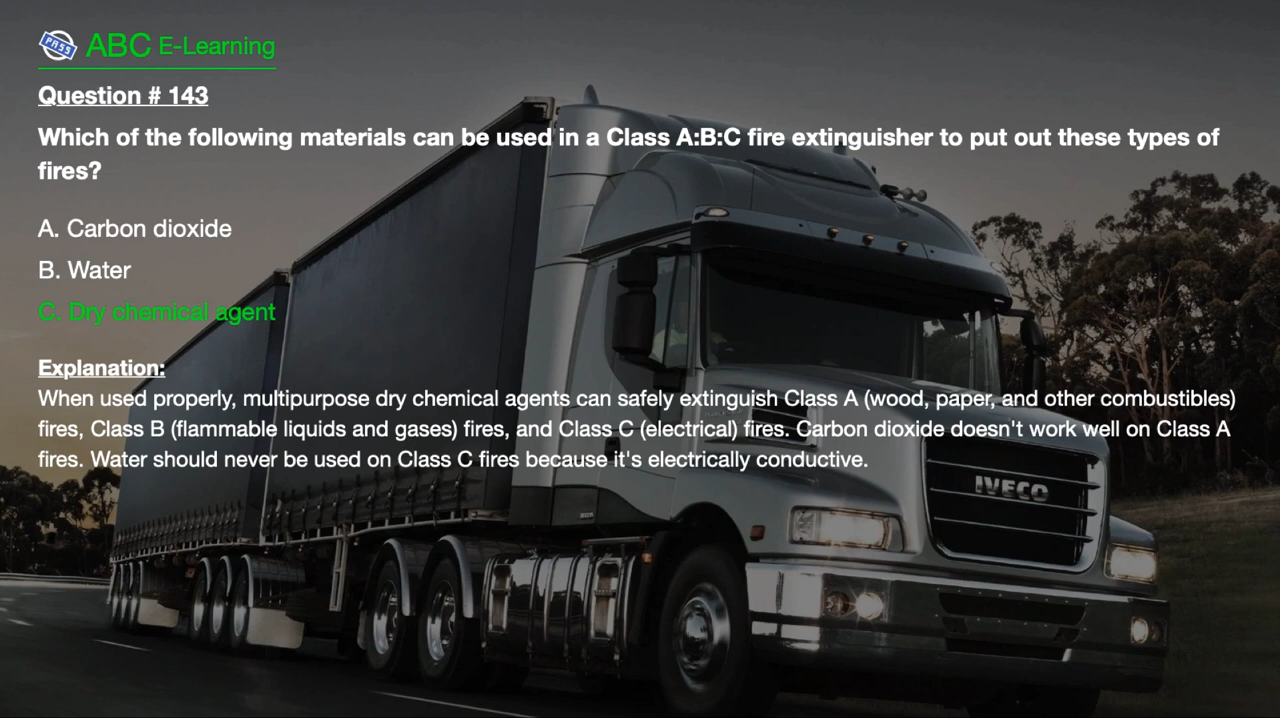 PASS
ABC E-Learning
Question # 143
Which of the following materials can be used in a Class A:B:C fire extinguisher to put out these types of
fires?
A. Carbon dioxide
B. Water
C. Dry chemical agent
Explanation:
When used properly, multipurpose dry chemical agents can safely extinguish Class A (wood, paper, and other combustibles)
fires, Class B (flammable liquids and gases) fires, and Class C (electrical) fires. Carbon dioxide doesn't work well on Class A
fires. Water should never be used on Class C fires because it's electrically conductive.
IVECO